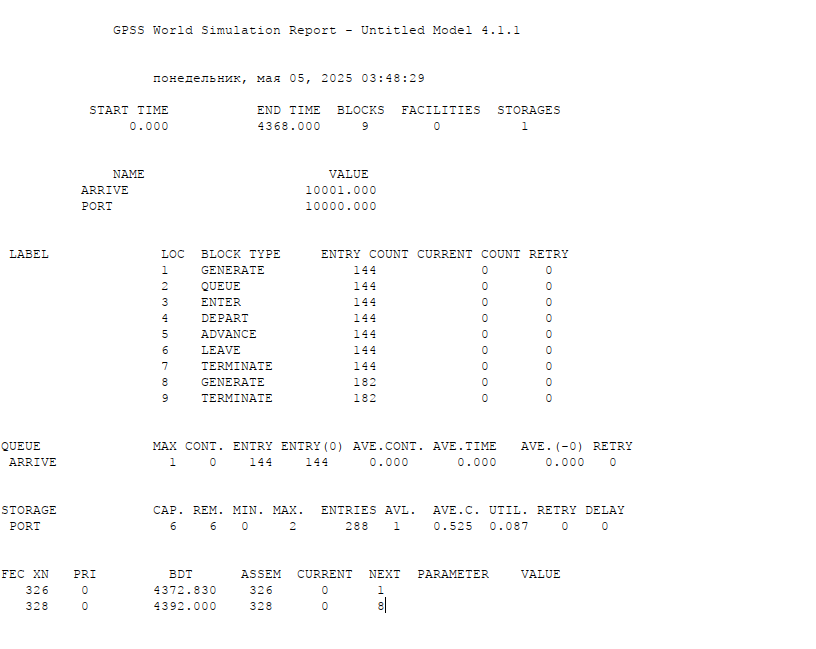 GPSS World Simulation Report - Untitled Model 4.1.1
понедельник, мая 05, 2025 03:48:29
START TIME END TIME BLOCKS FACILITIES STORAGES
0.000 4368.000 9 0 1
NAME VALUE
ARRIVE 10001.000
PORT 10000.000
LABEL LOC BLOCK TYPE ENTRY COUNT CURRENT COUNT RETRY
1 GENERATE 144 0 0
2 QUEUE 144 0 0
3 ENTER 144 0 0
4 DEPART 144 0 0
5 ADVANCE 144 0 0
6 LEAVE 144 0 0
7 TERMINATE 144 0 0
8 GENERATE 182 0 0
9 TERMINATE 182 0 0
QUEUE MAX CONT. ENTRY ENTRY(0) AVE.CONT. AVE.TIME AVE.(-0) RETRY
ARRIVE 1 0 144 144 0.000 0.000 0.000 0
STORAGE CAP. REM. MIN. MAX. ENTRIES AVL. AVE.C. UTIL. RETRY DELAY
PORT 6 6 0 2 288 1 0.525 0.087 0 0
FEC XN PRI BDT ASSEM CURRENT NEXT PARAMETER VALUE
326 0 4372.830 326 0 1
328 0 4392.000 328 0 8